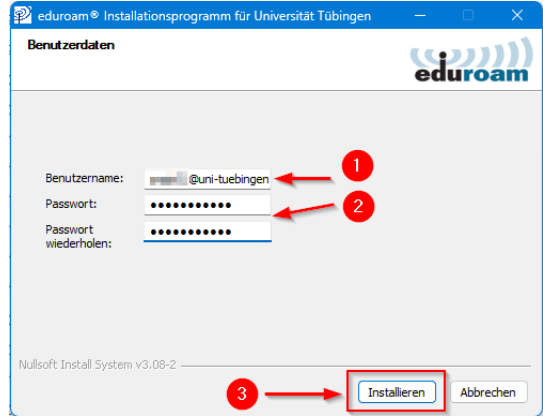 eduroam® Installationsprogramm für Universität Tübingen
Benutzerdaten
eduroam
Benutzername: @uni-tuebingen
1
Passwort: ●●●●●●●●●●●
2
Passwort
wiederholen: ●●●●●●●●●●●
Nullsoft Install System v3.08-2
3
Installieren
Abbrechen